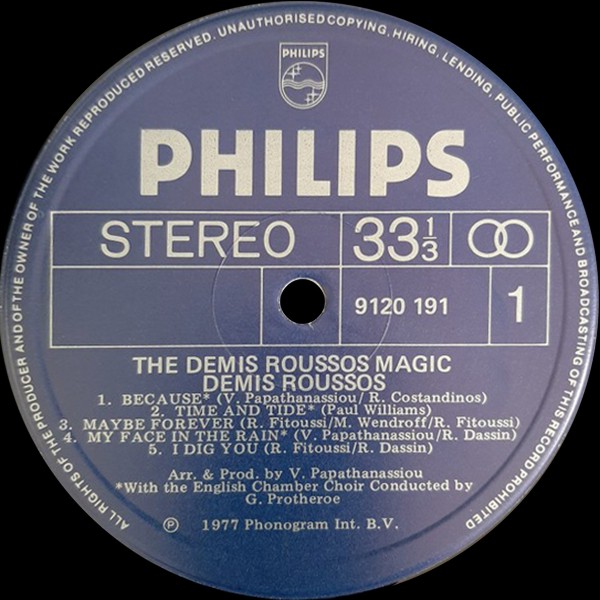 ALL RIGHTS OF THE PRODUCER AND OF THE OWNER OF THE WORK REPRODUCED RESERVED. UNAUTHORISED COPYING, HIRING, LENDING, PUBLIC PERFORMANCE AND BROADCASTING OF THIS RECORD PROHIBITED
PHILIPS
PHILIPS
STEREO 33 1/3
9120 191 1
THE DEMIS ROUSSOS MAGIC
DEMIS ROUSSOS
1. BECAUSE* (V. Papathanassiou/ R. Costandinos)
2. TIME AND TIDE* (Paul Williams)
3. MAYBE FOREVER (R. Fitoussi/M. Wendroff/R. Fitoussi)
4. MY FACE IN THE RAIN* (V. Papathanassiou/R. Dassin)
5. I DIG YOU (R. Fitoussi/R. Dassin)
Arr. & Prod. by V. Papathanassiou
*With the English Chamber Choir Conducted by
G. Protheroe
Ⓟ 1977 Phonogram Int. B.V.